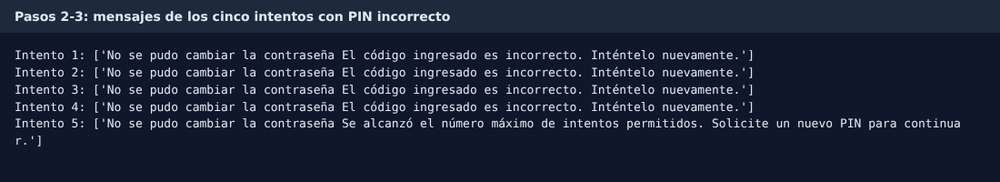 Pasos 2-3: mensajes de los cinco intentos con PIN incorrecto
Intento 1: ['No se pudo cambiar la contraseña El código ingresado es incorrecto. Inténtelo nuevamente.']
Intento 2: ['No se pudo cambiar la contraseña El código ingresado es incorrecto. Inténtelo nuevamente.']
Intento 3: ['No se pudo cambiar la contraseña El código ingresado es incorrecto. Inténtelo nuevamente.']
Intento 4: ['No se pudo cambiar la contraseña El código ingresado es incorrecto. Inténtelo nuevamente.']
Intento 5: ['No se pudo cambiar la contraseña Se alcanzó el número máximo de intentos permitidos. Solicite un nuevo PIN para continua
r.']